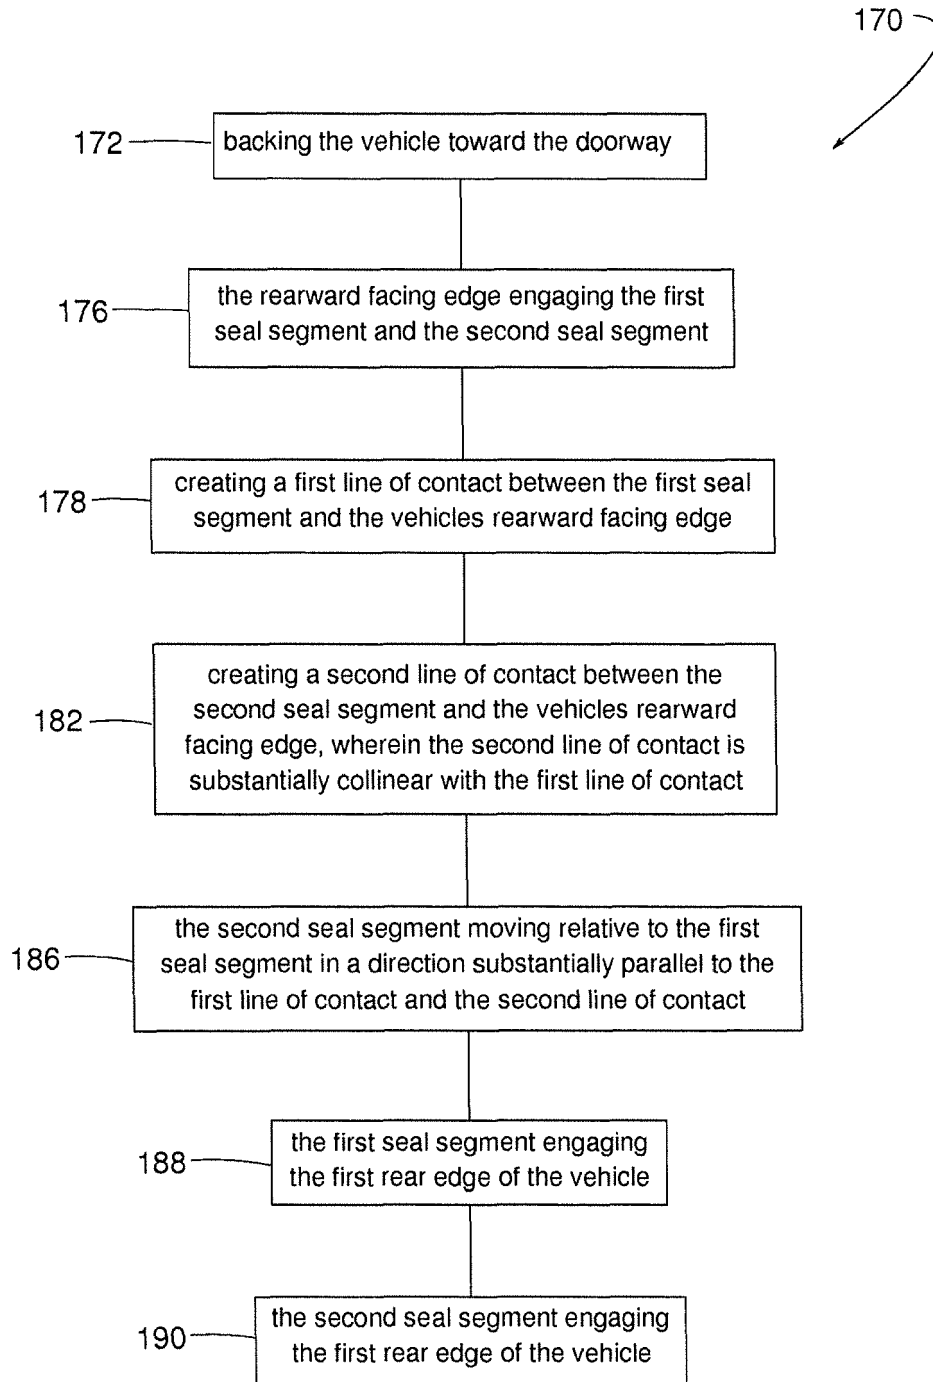 170
172
backing the vehicle toward the doorway
176
the rearward facing edge engaging the first
seal segment and the second seal segment
178
creating a first line of contact between the first seal
segment and the vehicles rearward facing edge
182
creating a second line of contact between the
second seal segment and the vehicles rearward
facing edge, wherein the second line of contact is
substantially collinear with the first line of contact
186
the second seal segment moving relative to the first
seal segment in a direction substantially parallel to the
first line of contact and the second line of contact
188
the first seal segment engaging
the first rear edge of the vehicle
190
the second seal segment engaging
the first rear edge of the vehicle